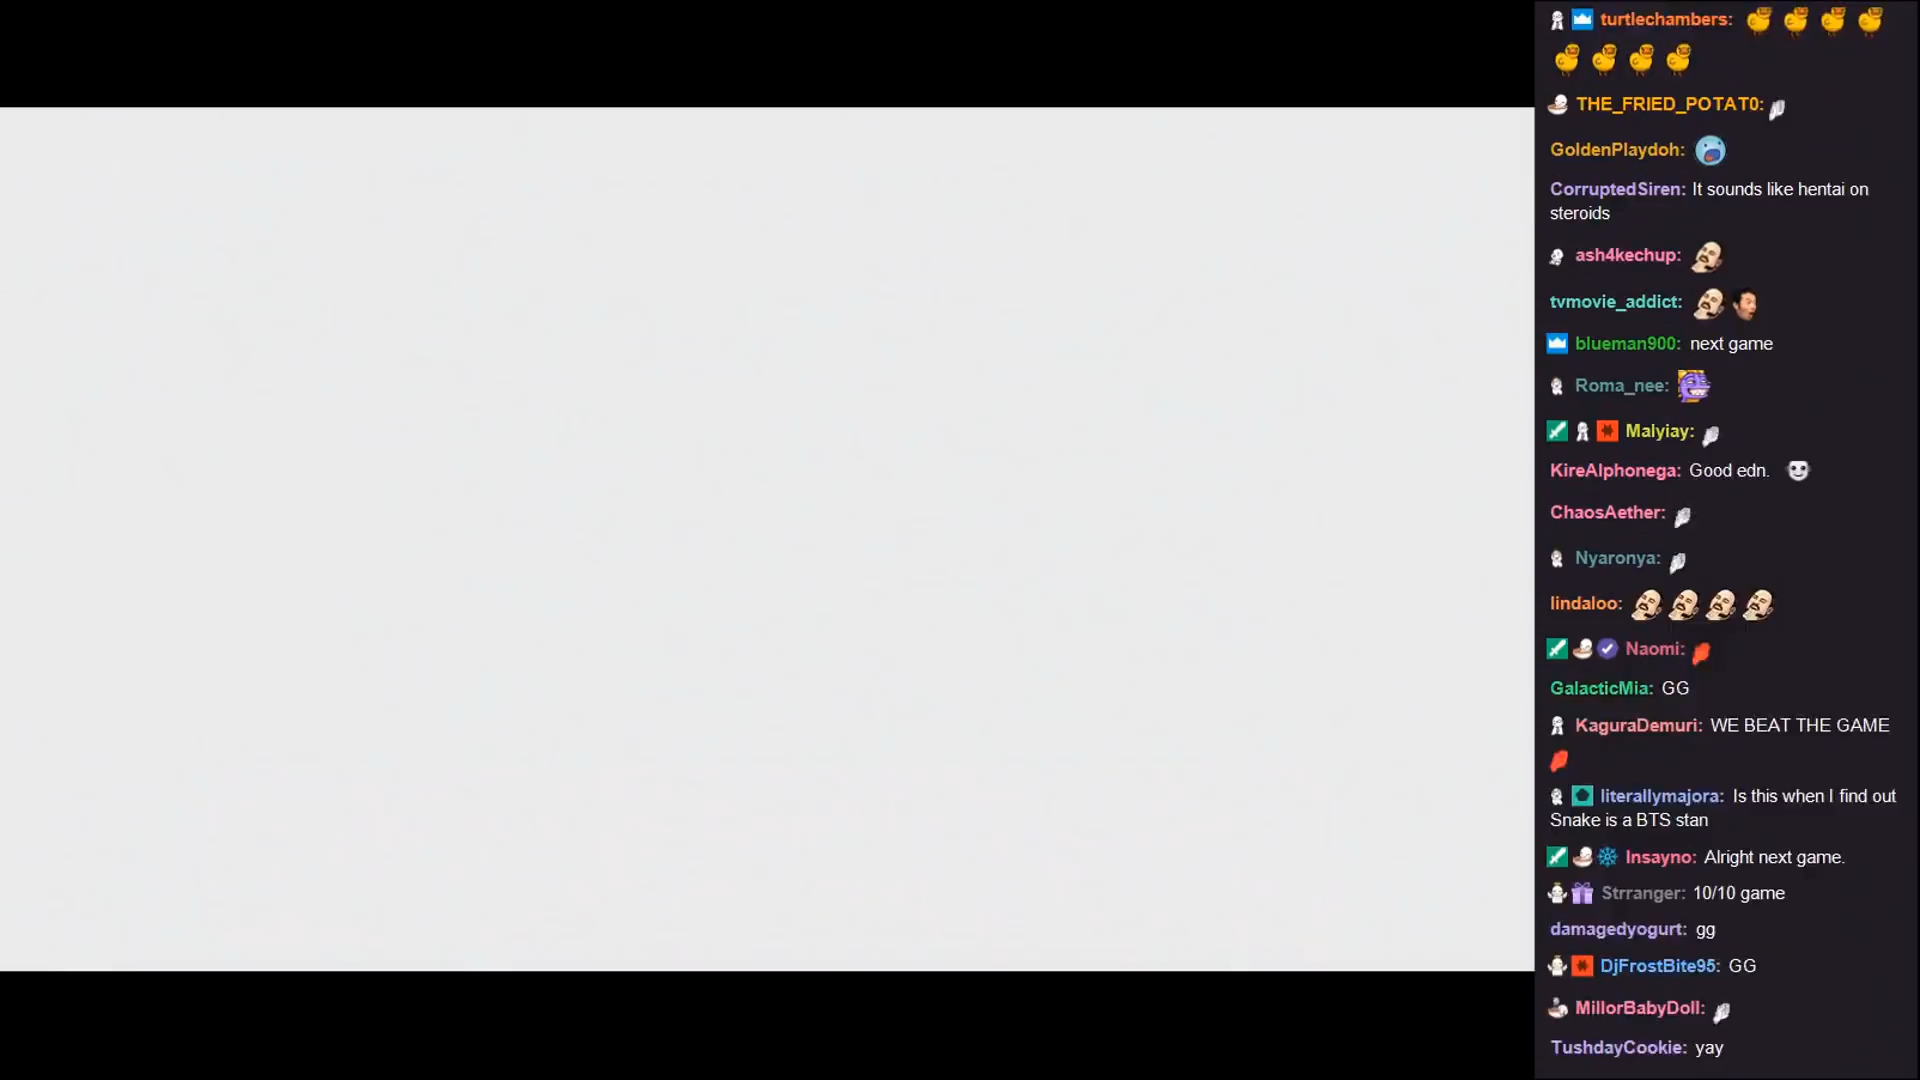 turtlechambers:
THE_FRIED_POTAT0:
GoldenPlaydoh:
CorruptedSiren: It sounds like hentai on
steroids
ash4kechup:
tvmovie_addict:
blueman900: next game
Roma_nee:
Malyiay:
KireAlphonega: Good edn.
ChaosAether:
Nyaronya:
lindaloo:
Naomi:
GalacticMia: GG
KaguraDemuri: WE BEAT THE GAME
literallymajora: Is this when I find out
Snake is a BTS stan
Insayno: Alright next game.
Strranger: 10/10 game
damagedyogurt: gg
DjFrostBite95: GG
MillorBabyDoll:
TushdayCookie: yay